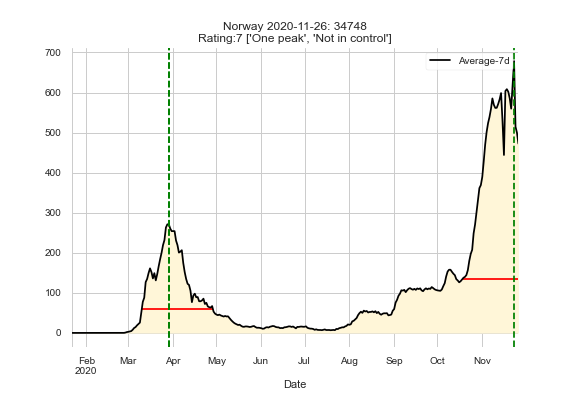 Norway 2020-11-26: 34748
Rating:7 ['One peak', 'Not in control']
Average-7d
700
600
500
400
300
200
100
0
Feb Mar Apr May Jun Jul Aug Sep Oct Nov
2020
Date